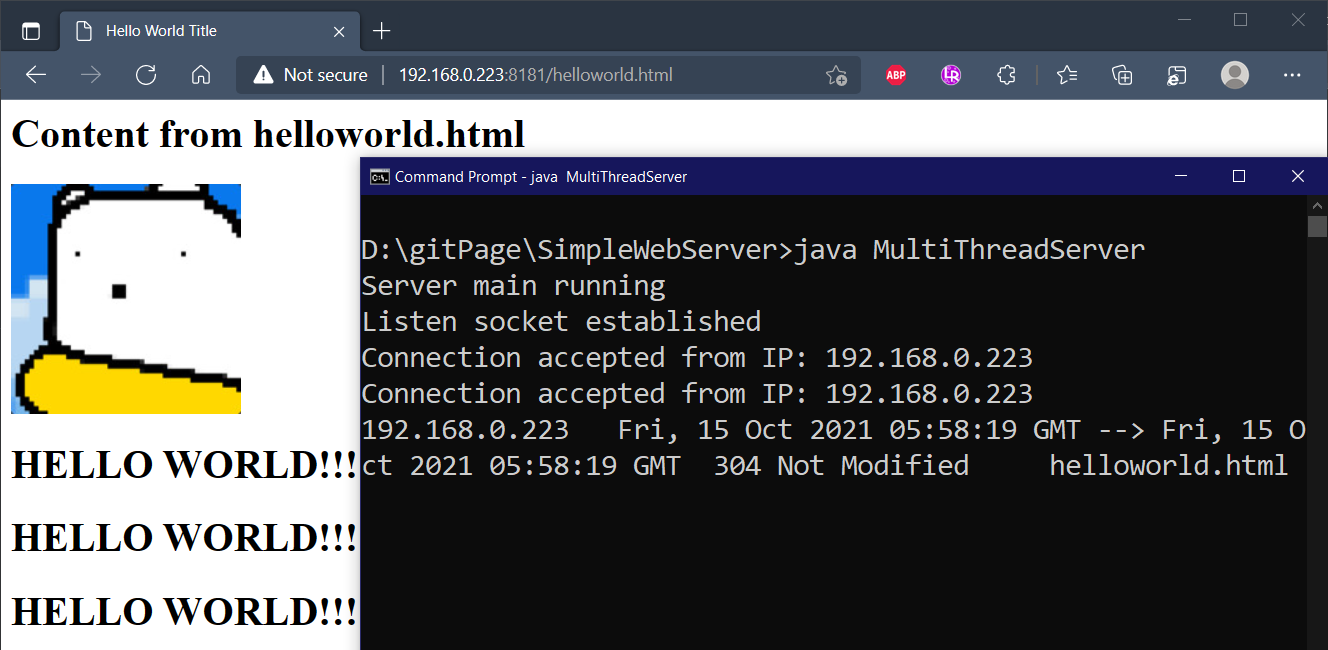 Hello World Title
Not secure | 192.168.0.223:8181/helloworld.html
ABP
LR
Content from helloworld.html
C:\.
Command Prompt - java  MultiThreadServer
D:\gitPage\SimpleWebServer>java MultiThreadServer
Server main running
Listen socket established
Connection accepted from IP: 192.168.0.223
Connection accepted from IP: 192.168.0.223
192.168.0.223   Fri, 15 Oct 2021 05:58:19 GMT --> Fri, 15 O
ct 2021 05:58:19 GMT  304 Not Modified     helloworld.html
HELLO WORLD!!!
HELLO WORLD!!!
HELLO WORLD!!!